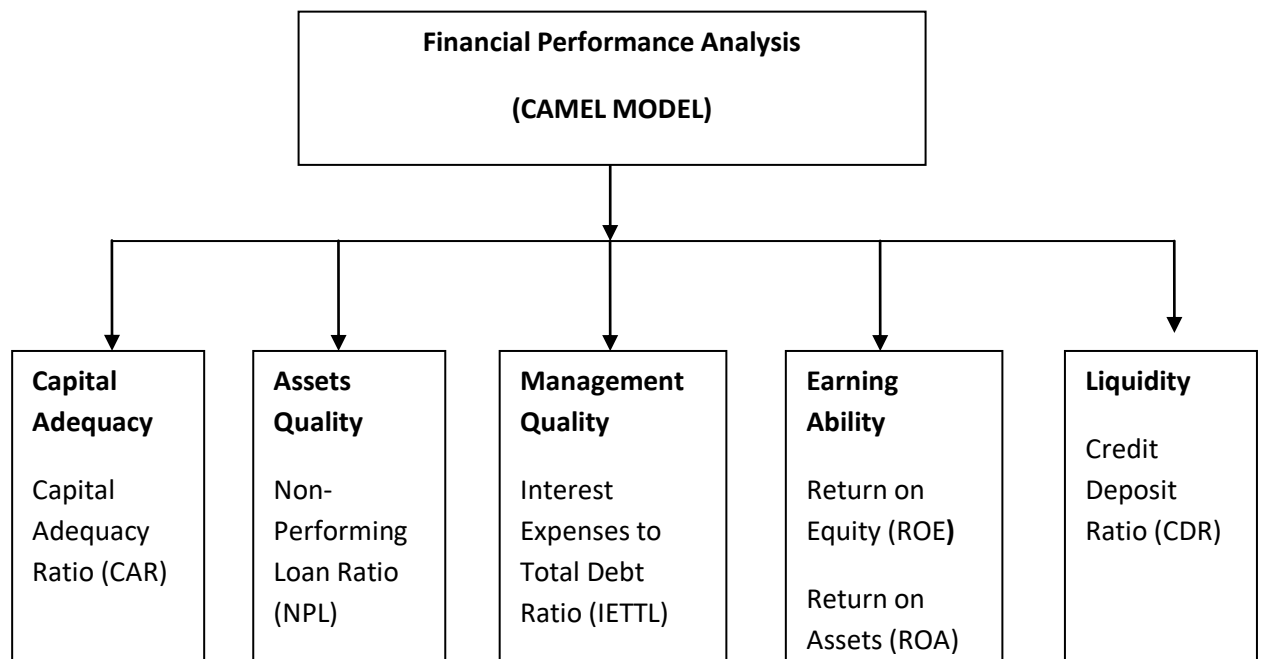 Financial Performance Analysis
(CAMEL MODEL)
Capital
Adequacy
Capital
Adequacy
Ratio (CAR)
Assets
Quality
Non-
Performing
Loan Ratio
(NPL)
Management
Quality
Interest
Expenses to
Total Debt
Ratio (IETTL)
Earning
Ability
Return on
Equity (ROE)
Return on
Assets (ROA)
Liquidity
Credit
Deposit
Ratio (CDR)